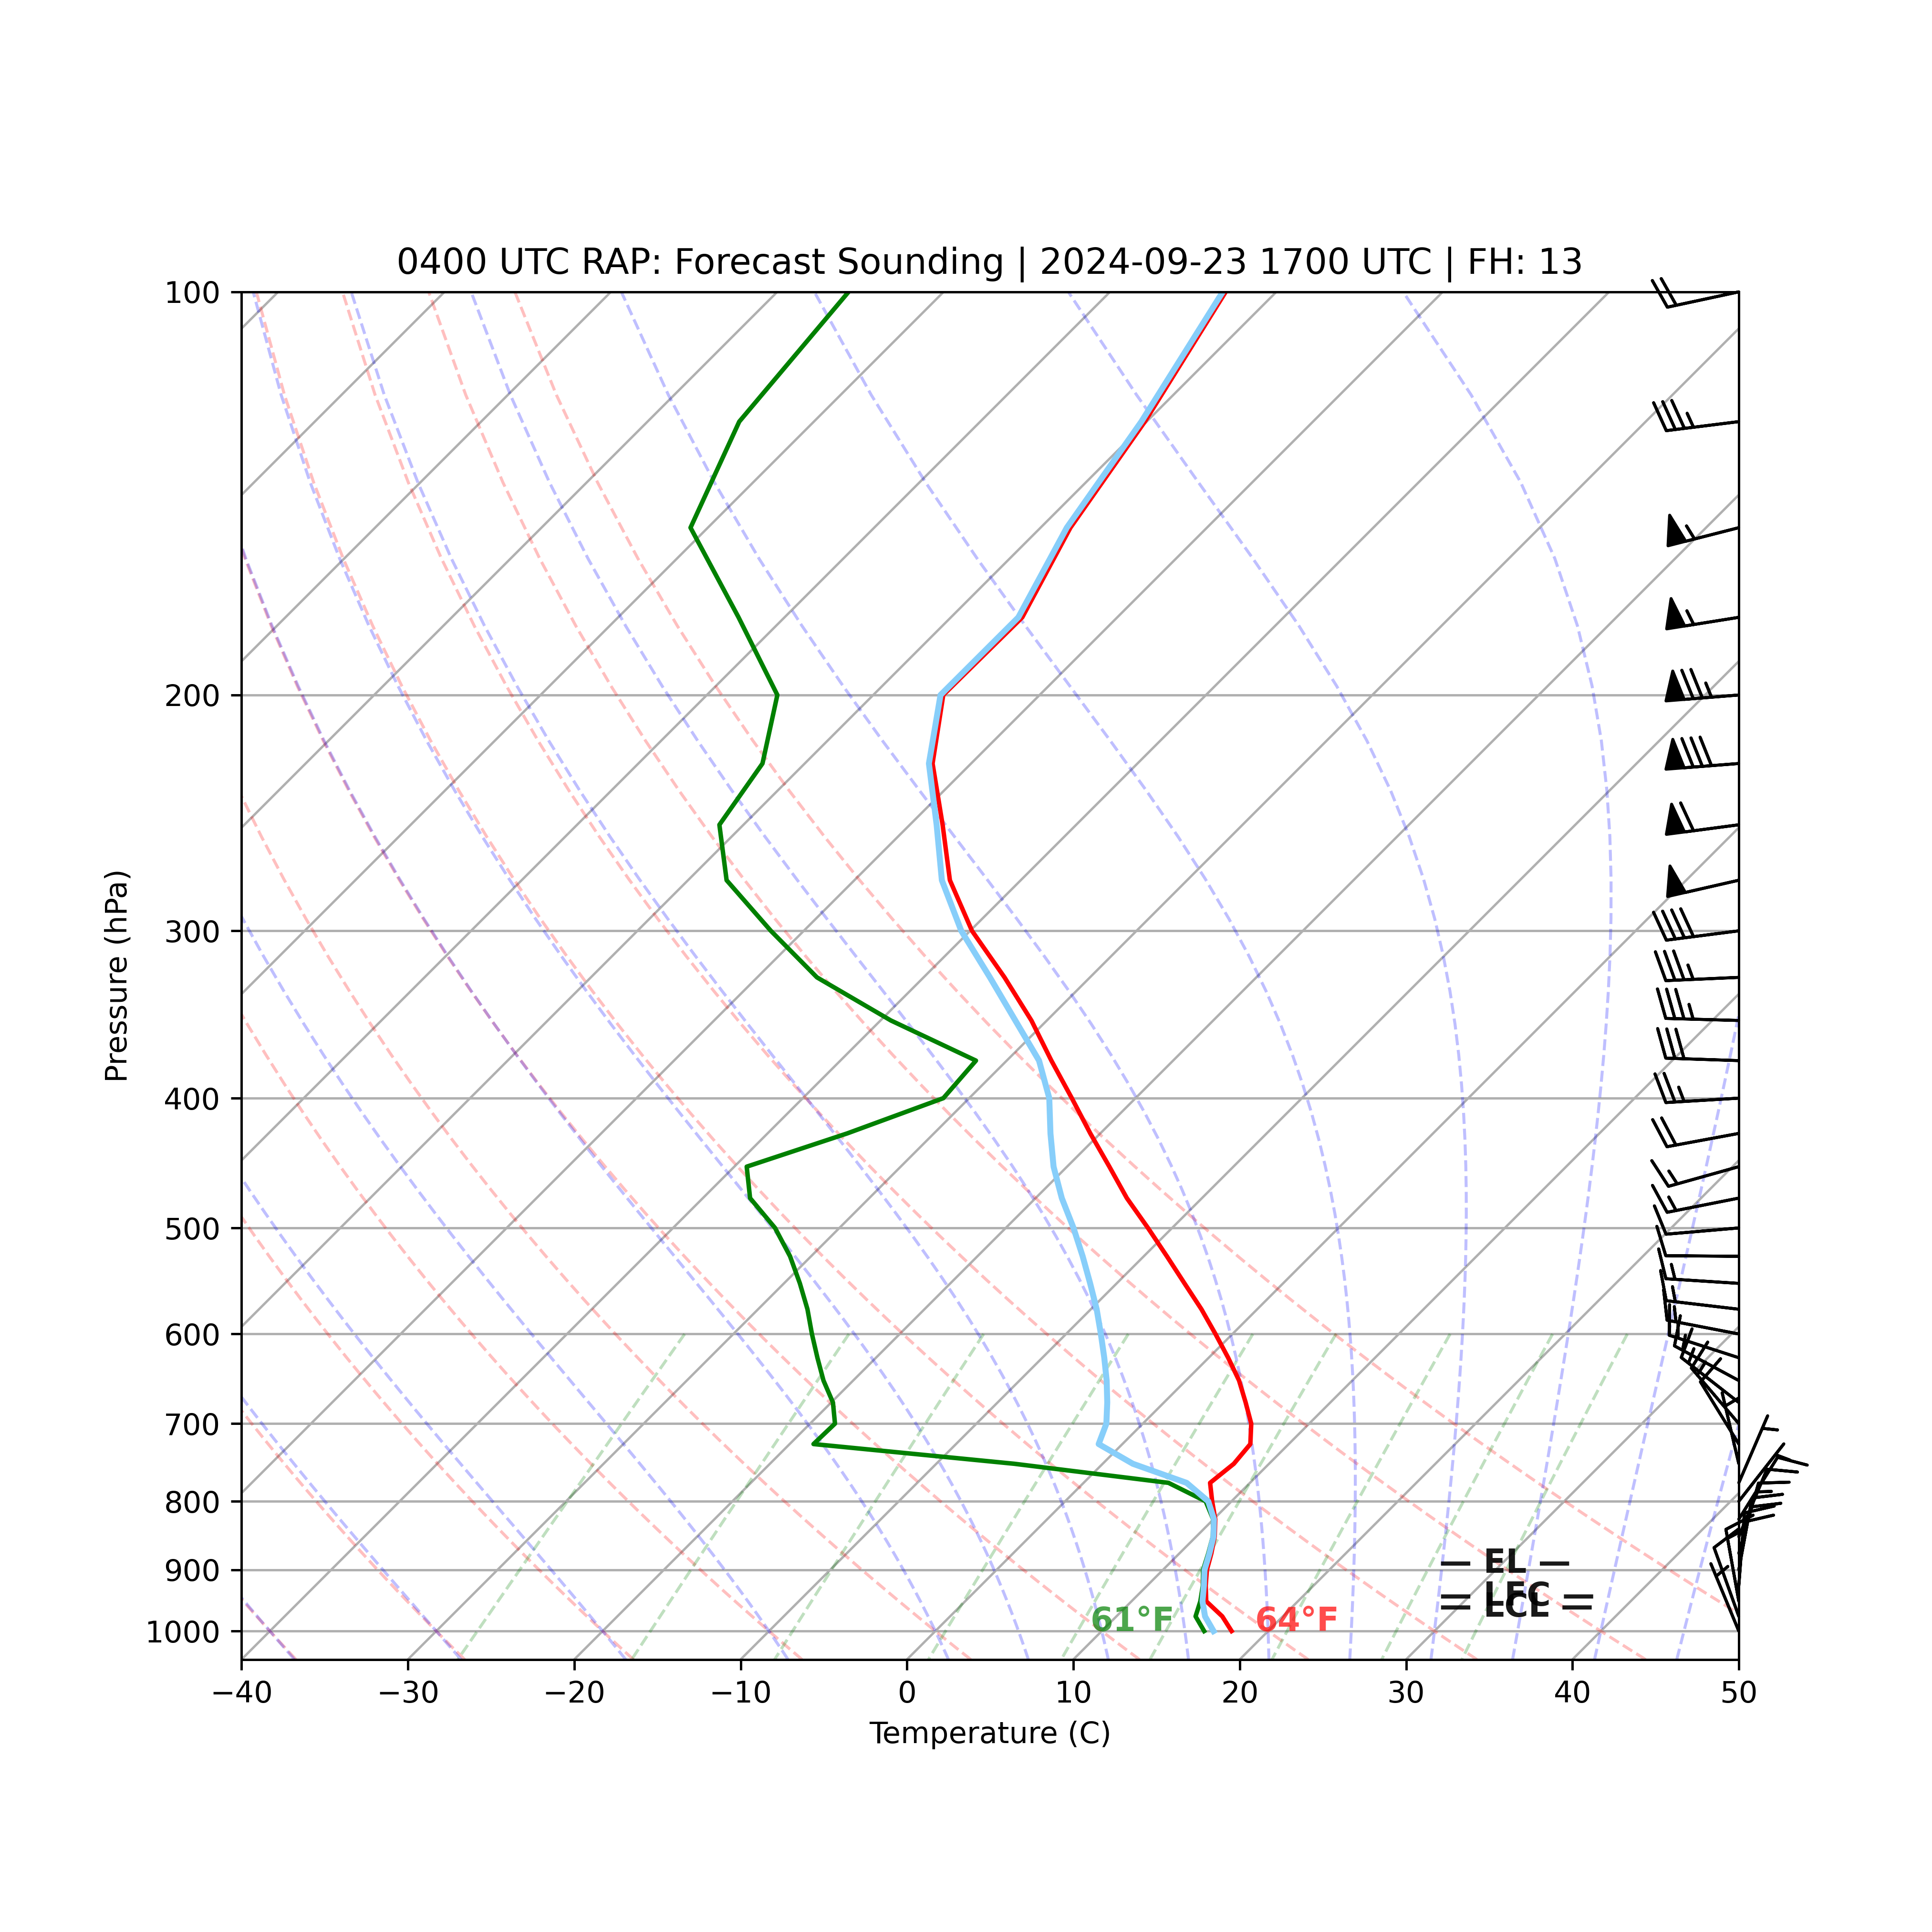 0400 UTC RAP: Forecast Sounding | 2024-09-23 1700 UTC | FH: 13
100
200
300
400
500
600
700
800
900
1000
Pressure (hPa)
— EL —
— LFC —
— LCL —
61°F
64°F
−40 −30 −20 −10 0 10 20 30 40 50
Temperature (C)